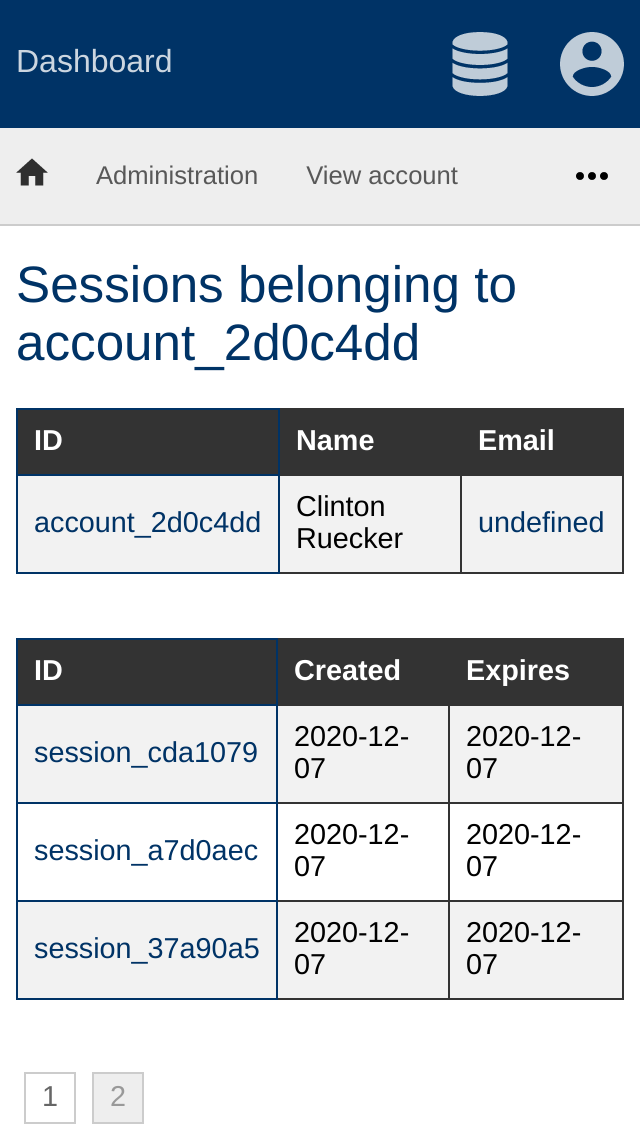 Dashboard
Administration View account
Sessions belonging to
account_2d0c4dd
ID Name Email
account_2d0c4dd Clinton Ruecker undefined
ID Created Expires
session_cda1079 2020-12-07 2020-12-07
session_a7d0aec 2020-12-07 2020-12-07
session_37a90a5 2020-12-07 2020-12-07
1 2